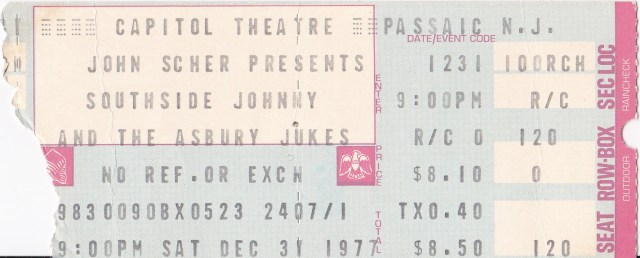 CAPITOL THEATRE PASSAIC N.J.
DATE/EVENT CODE
JOHN SCHER PRESENTS 1231 100RCH
SOUTHSIDE JOHNNY 9:00PM R/C
AND THE ASBURY JUKES R/C 0 120
NO REF.OR EXCH $8.10 0
9830090BX0523 2407/1 TX0.40
9:00PM SAT DEC 31 1977 $8.50 120
ENTER
PRICE
TOTAL
SEAT ROW-BOX SEC LOC
OUTDOOR RAINCHECK